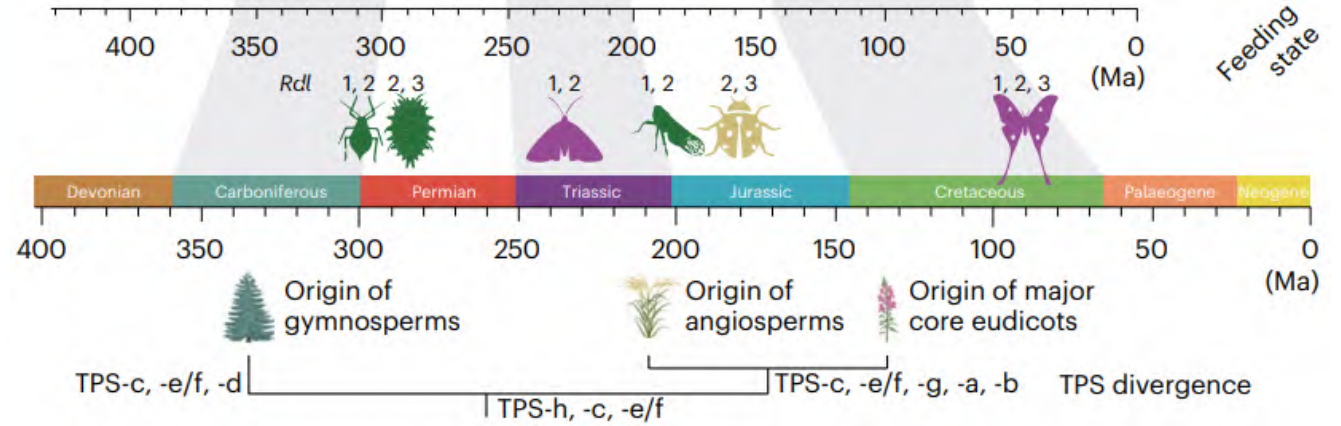 400 350 300 250 200 150 100 50 0
(Ma)
Feeding
state
Rdl 1, 2 2, 3 1, 2 1, 2 2, 3 1, 2, 3
Devonian Carboniferous Permian Triassic Jurassic Cretaceous Palaeogene Neogene
400 350 300 250 200 150 100 50 0
(Ma)
Origin of
gymnosperms
Origin of
angiosperms
Origin of major
core eudicots
TPS-c, -e/f, -d
TPS-c, -e/f, -g, -a, -b
TPS divergence
TPS-h, -c, -e/f